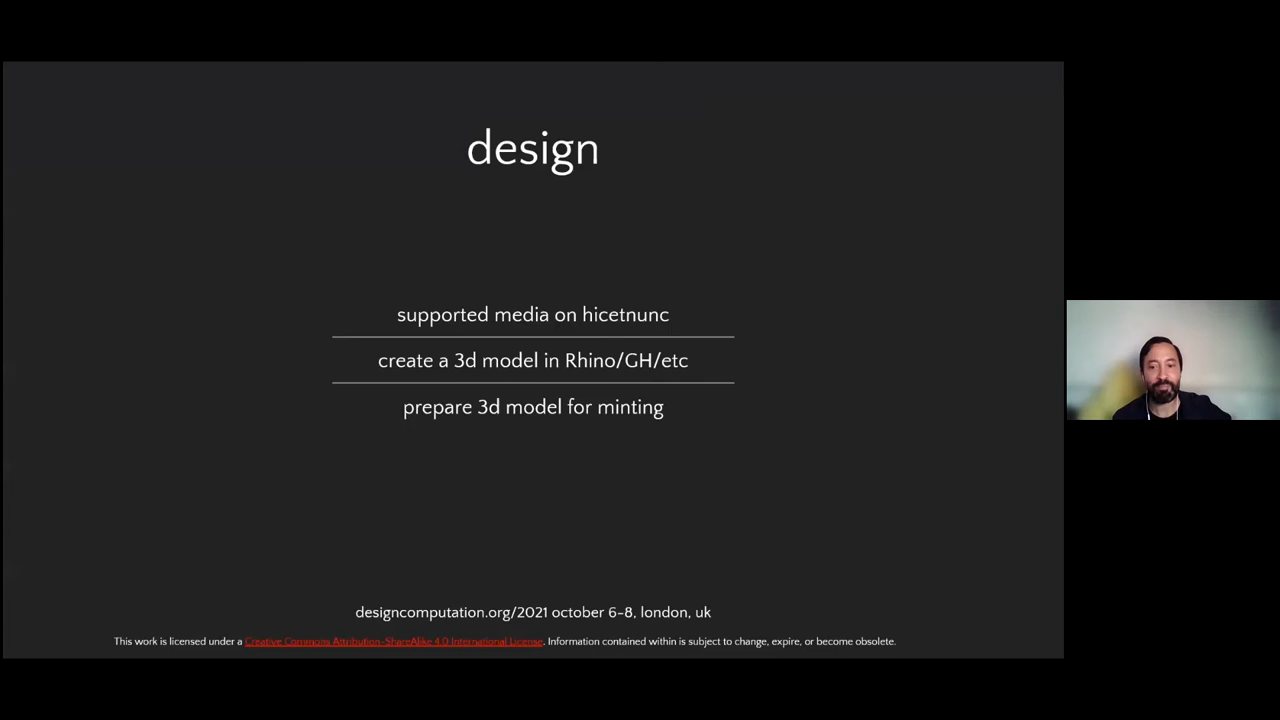 design
supported media on hicetnunc
create a 3d model in Rhino/GH/etc
prepare 3d model for minting
designcomputation.org/2021 october 6-8, london, uk
This work is licensed under a Creative Commons Attribution-ShareAlike 4.0 International License. Information contained within is subject to change, expire, or become obsolete.